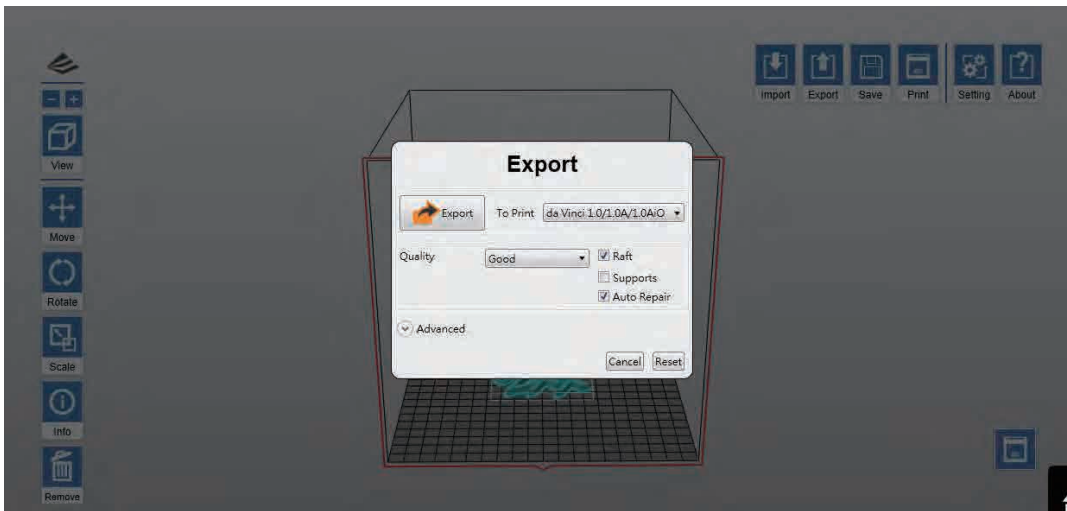 Import Export Save Print Setting About
View
Move
Rotate
Scale
Info
Remove
Export
Export To Print da Vinci 1.0/1.0A/1.0AiO
Quality Good Raft
Supports
Auto Repair
Advanced
Cancel Reset